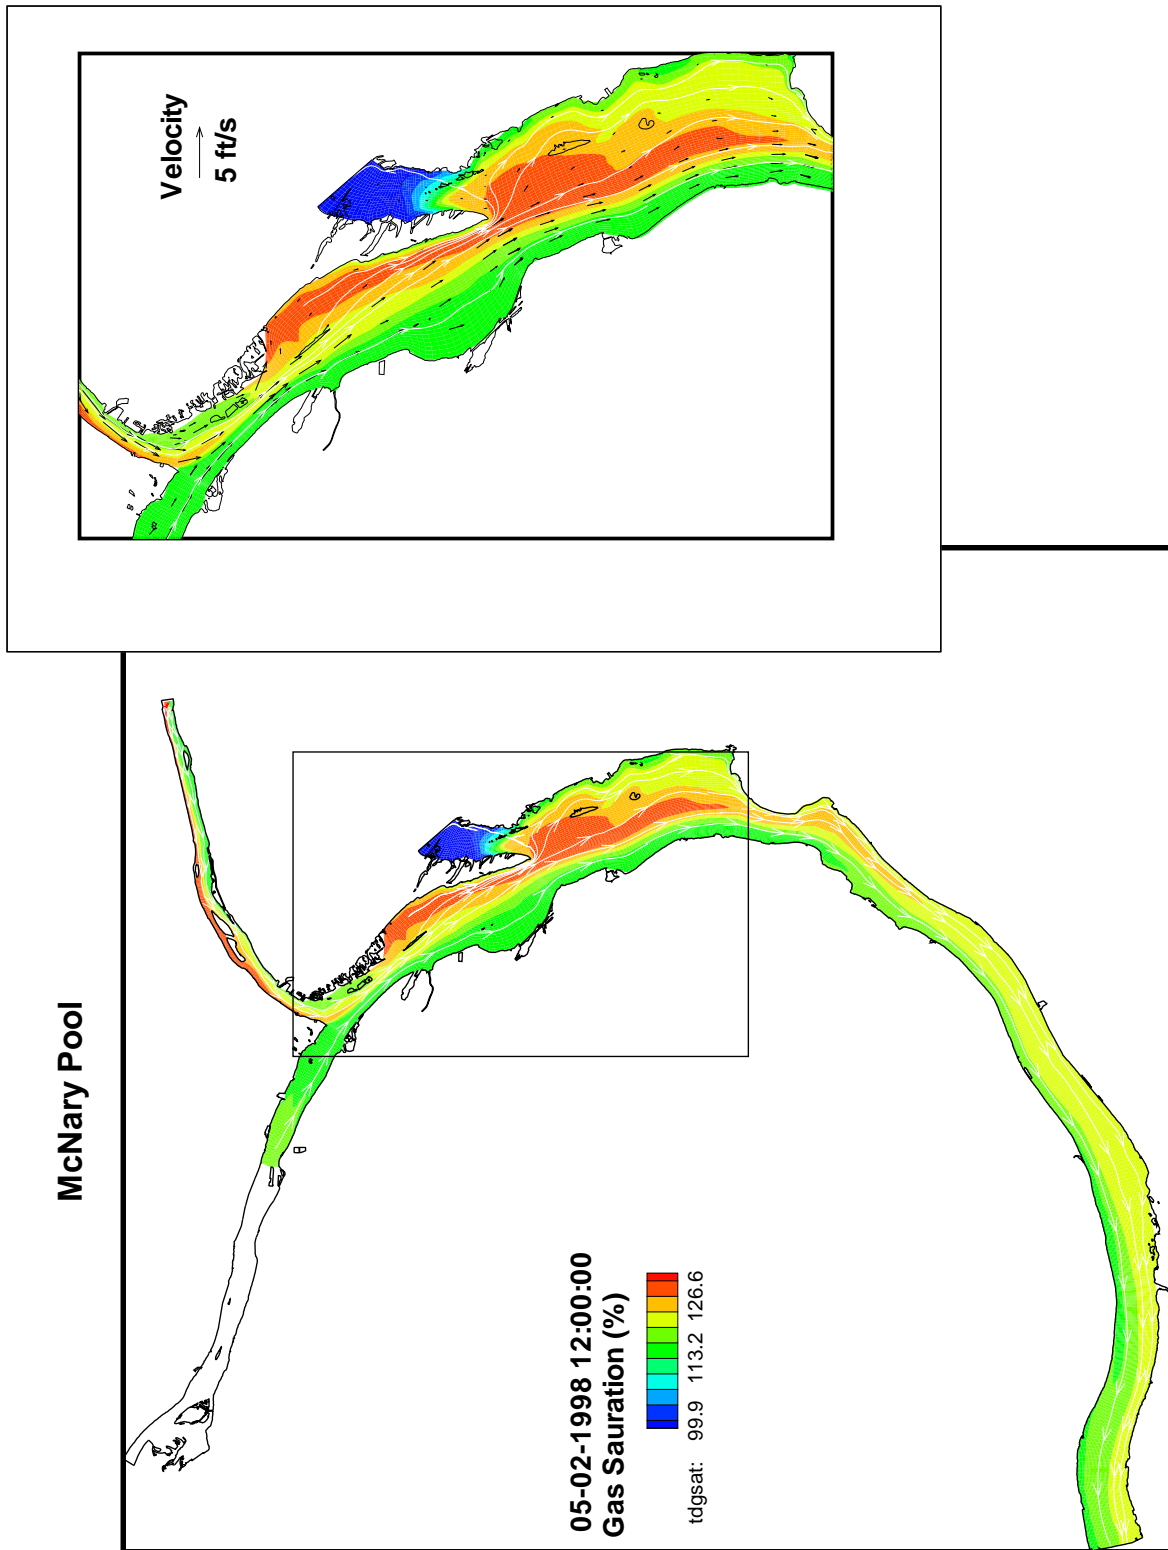 McNary Pool
Velocity
5 ft/s
05-02-1998 12:00:00
Gas Sauration (%)
tdgsat: 99.9 113.2 126.6